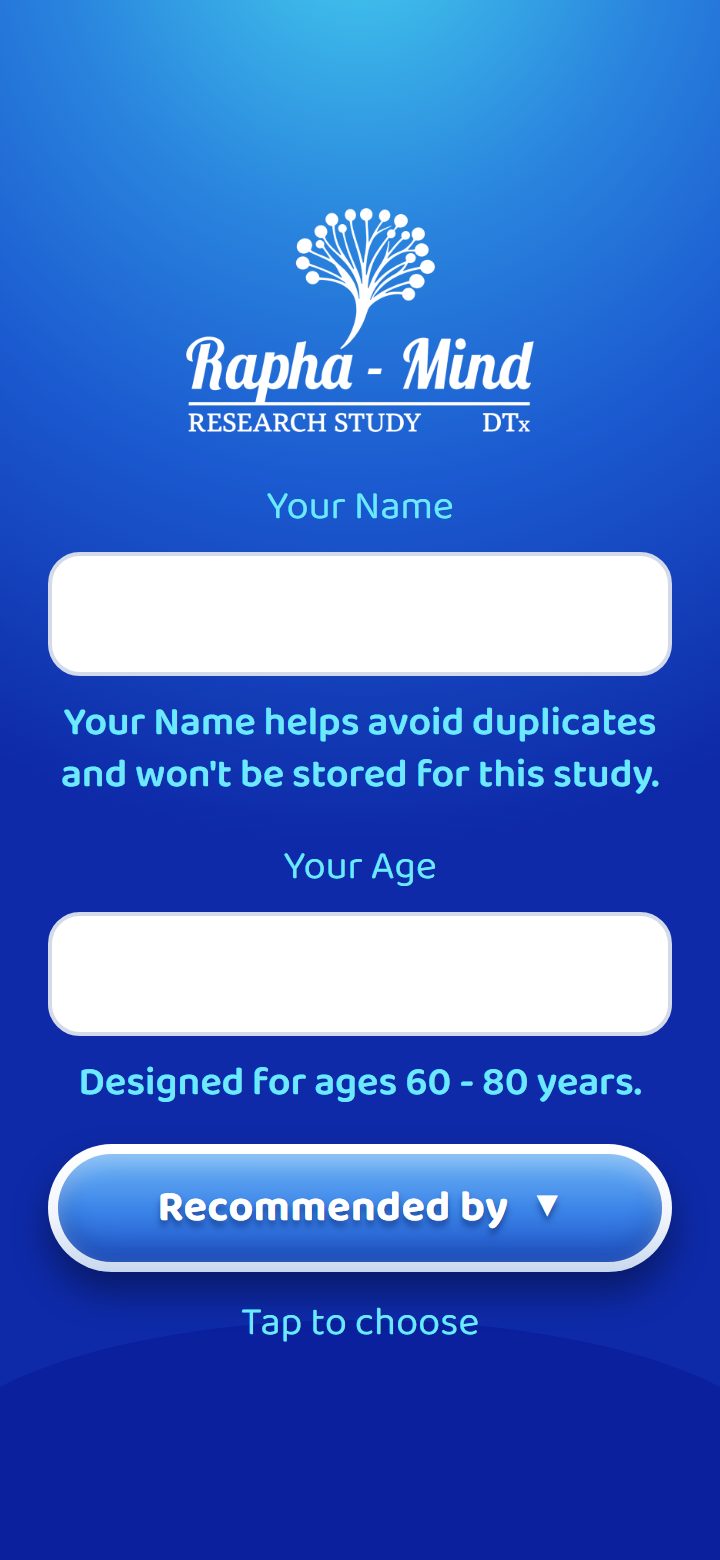 Rapha - Mind
RESEARCH STUDY DTx
Your Name
Your Name helps avoid duplicates
and won't be stored for this study.
Your Age
Designed for ages 60 - 80 years.
Recommended by ▼
Tap to choose